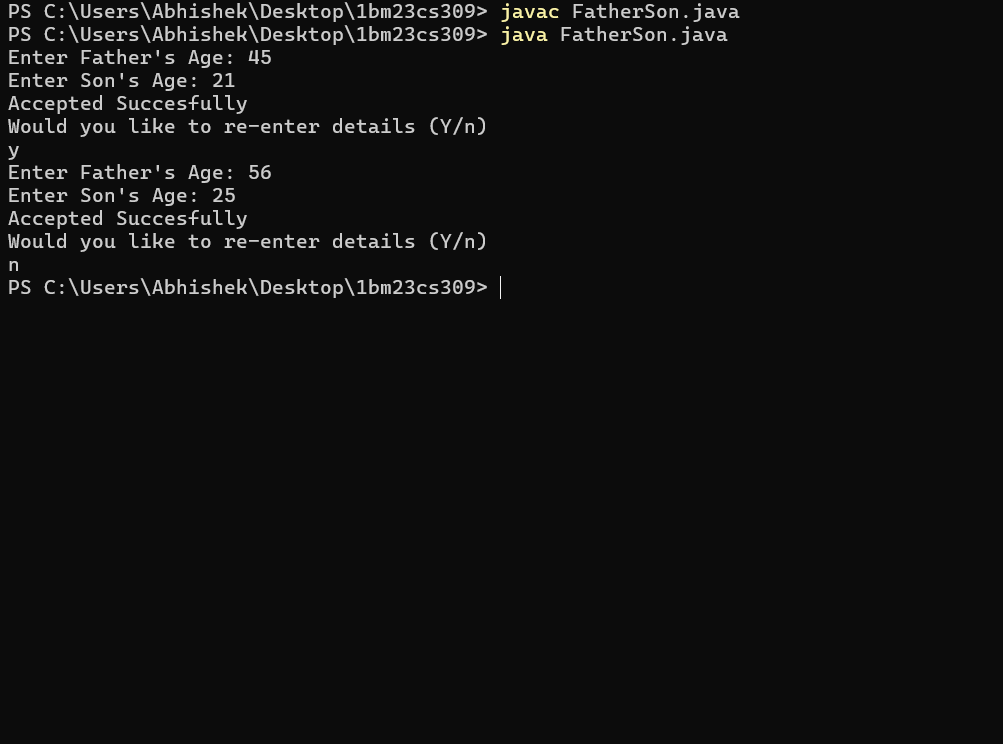 PS C:\Users\Abhishek\Desktop\1bm23cs309> javac FatherSon.java
PS C:\Users\Abhishek\Desktop\1bm23cs309> java FatherSon.java
Enter Father's Age: 45
Enter Son's Age: 21
Accepted Succesfully
Would you like to re-enter details (Y/n)
y
Enter Father's Age: 56
Enter Son's Age: 25
Accepted Succesfully
Would you like to re-enter details (Y/n)
n
PS C:\Users\Abhishek\Desktop\1bm23cs309>